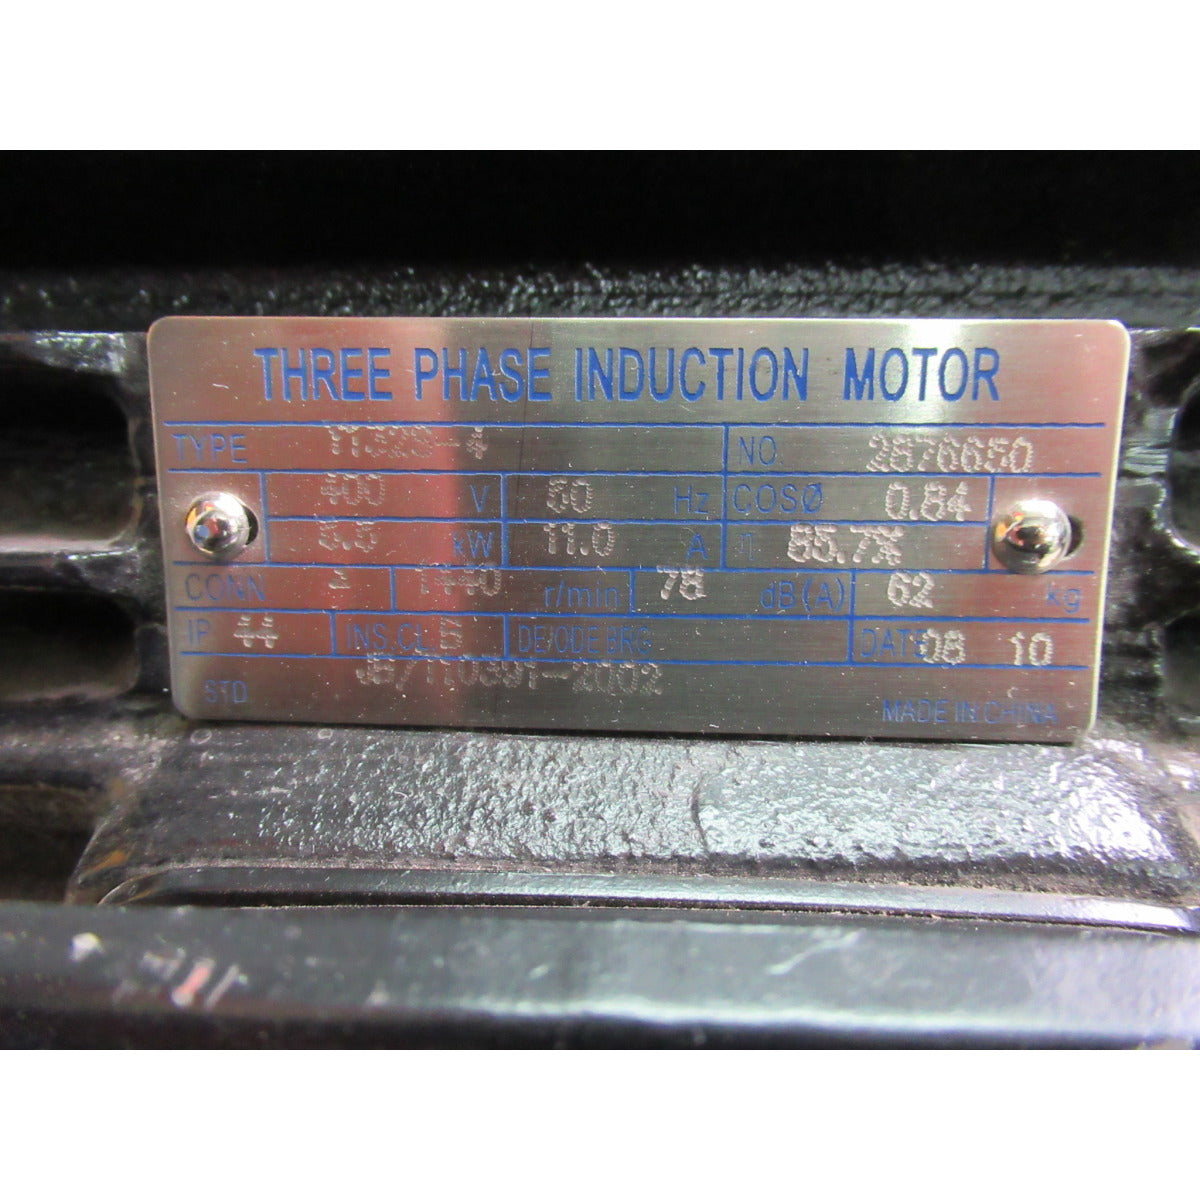 THREE PHASE INDUCTION MOTOR
TYPE Y132S-4 NO. 2876650
400 V 50 Hz COSØ 0.84
5.5 kW 11.0 A η 85.7%
CONN 1440 r/min 78 dB(A) 62 kg
IP 44 INS.CL. B DE/ODE BRG DATE 08 10
STD JB/T10391-2002
MADE IN CHINA